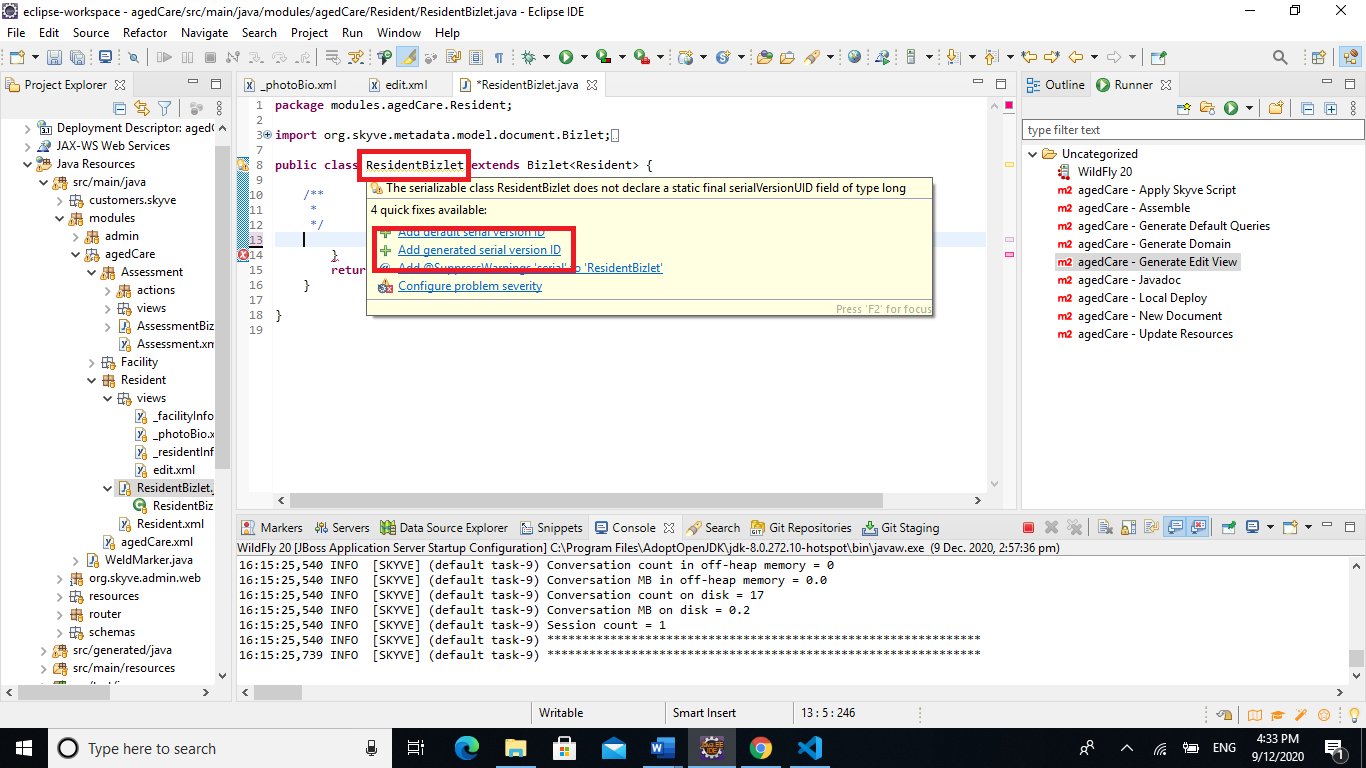 eclipse-workspace - agedCare/src/main/java/modules/agedCare/Resident/ResidentBizlet.java - Eclipse IDE
File Edit Source Refactor Navigate Search Project Run Window Help
Project Explorer
Deployment Descriptor: agedC
JAX-WS Web Services
Java Resources
src/main/java
customers.skyve
modules
admin
agedCare
Assessment
actions
views
AssessmentBiz
Assessment.xm
Facility
Resident
views
_facilityInfo
_photoBio.x
_residentInf
edit.xml
ResidentBizlet.
ResidentBiz
Resident.xml
agedCare.xml
WeldMarker.java
org.skyve.admin.web
resources
router
schemas
src/generated/java
src/main/resources
_photoBio.xml edit.xml *ResidentBizlet.java
1 package modules.agedCare.Resident;
2
3 import org.skyve.metadata.model.document.Bizlet;
7
8 public class ResidentBizlet extends Bizlet<Resident> {
9
10 /**
11 *
12 */
13
14 }
15 retur
16 }
17
18 }
19
The serializable class ResidentBizlet does not declare a static final serialVersionUID field of type long
4 quick fixes available:
Add default serial version ID
Add generated serial version ID
Add @SuppressWarnings 'serial' to 'ResidentBizlet'
Configure problem severity
Press 'F2' for focus
Outline Runner
type filter text
Uncategorized
WildFly 20
m2 agedCare - Apply Skyve Script
m2 agedCare - Assemble
m2 agedCare - Generate Default Queries
m2 agedCare - Generate Domain
m2 agedCare - Generate Edit View
m2 agedCare - Javadoc
m2 agedCare - Local Deploy
m2 agedCare - New Document
m2 agedCare - Update Resources
Markers Servers Data Source Explorer Snippets Console Search Git Repositories Git Staging
WildFly 20 [JBoss Application Server Startup Configuration] C:\Program Files\AdoptOpenJDK\jdk-8.0.272.10-hotspot\bin\javaw.exe (9 Dec. 2020, 2:57:36 pm)
16:15:25,540 INFO [SKYVE] (default task-9) Conversation count in off-heap memory = 0
16:15:25,540 INFO [SKYVE] (default task-9) Conversation MB in off-heap memory = 0.0
16:15:25,540 INFO [SKYVE] (default task-9) Conversation count on disk = 17
16:15:25,540 INFO [SKYVE] (default task-9) Conversation MB on disk = 0.2
16:15:25,540 INFO [SKYVE] (default task-9) Session count = 1
16:15:25,540 INFO [SKYVE] (default task-9) **************************************************************
16:15:25,739 INFO [SKYVE] (default task-9) **************************************************************
Writable Smart Insert 13 : 5 : 246
Type here to search
ENG
4:33 PM
9/12/2020
1